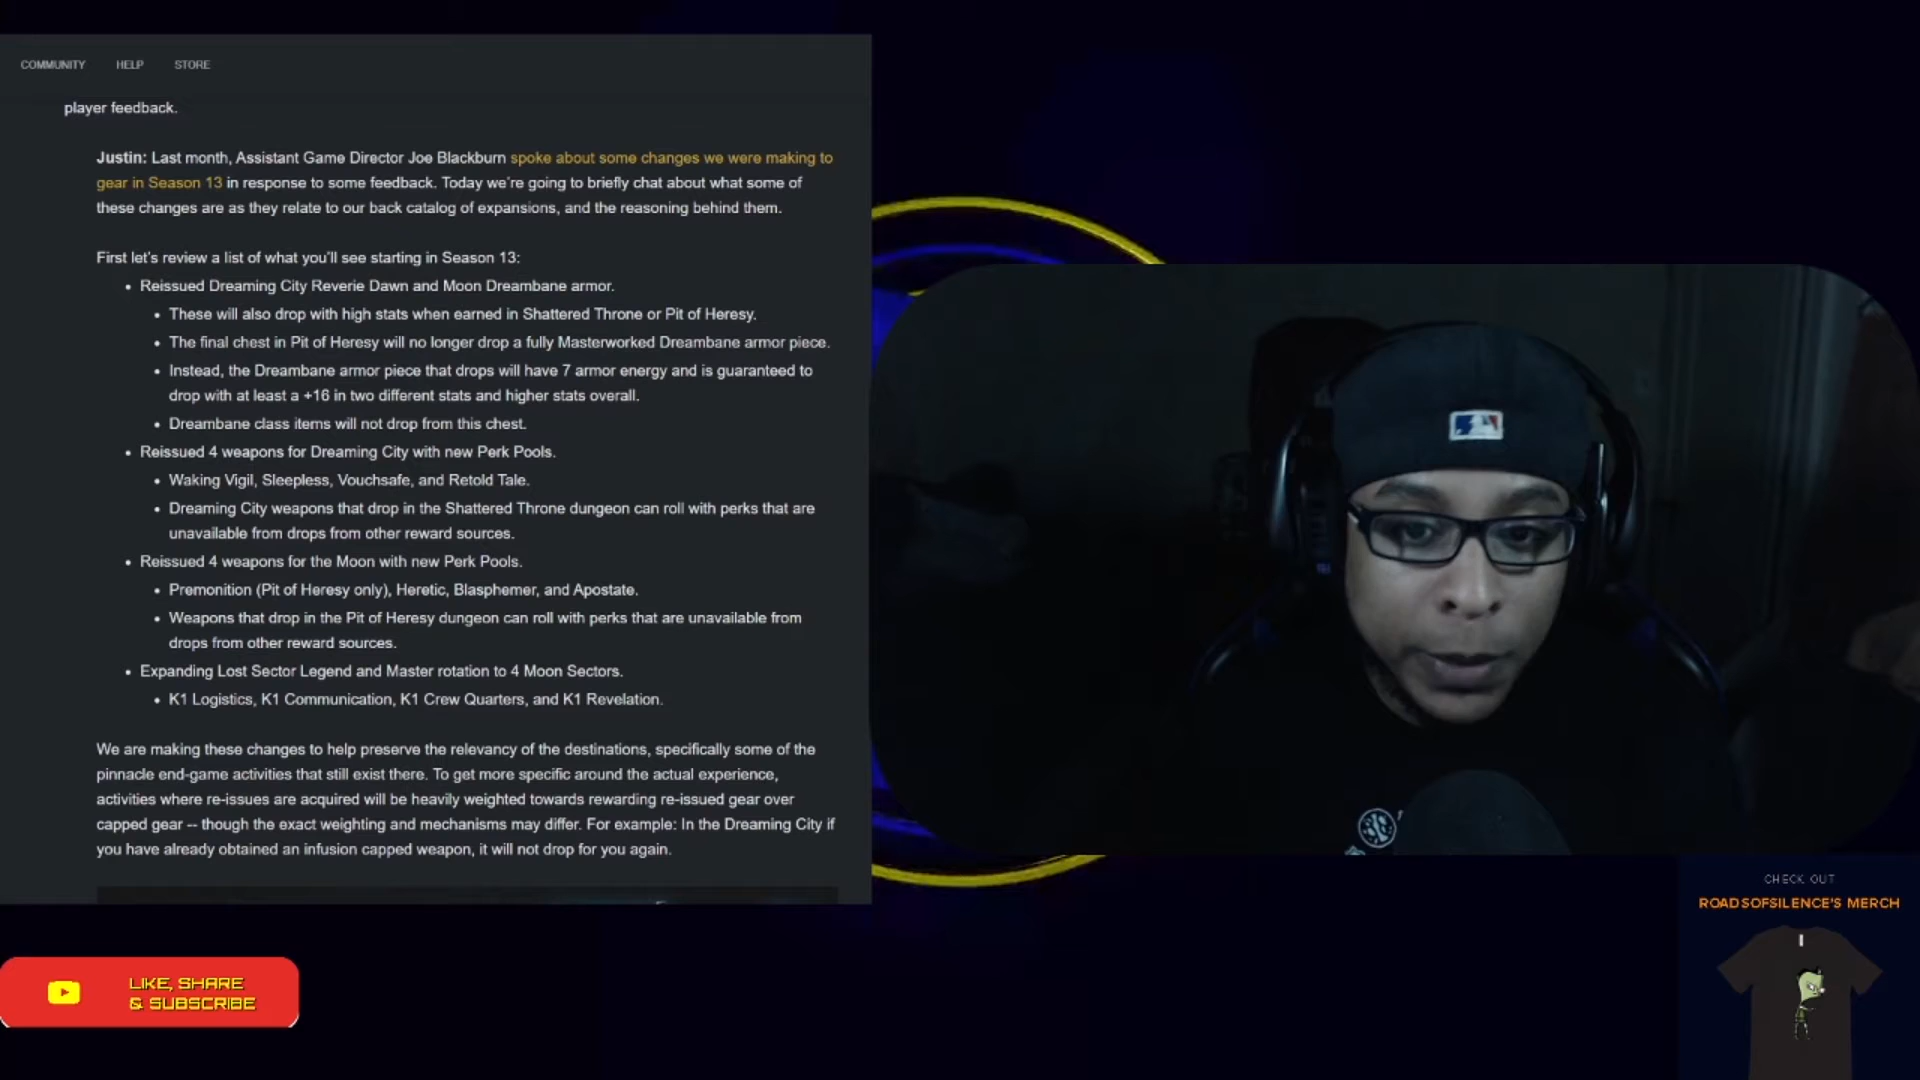 COMMUNITY HELP STORE
player feedback.
Justin: Last month, Assistant Game Director Joe Blackburn spoke about some changes we were making to
gear in Season 13 in response to some feedback. Today we're going to briefly chat about what some of
these changes are as they relate to our back catalog of expansions, and the reasoning behind them.
First let's review a list of what you'll see starting in Season 13:
• Reissued Dreaming City Reverie Dawn and Moon Dreambane armor.
• These will also drop with high stats when earned in Shattered Throne or Pit of Heresy.
• The final chest in Pit of Heresy will no longer drop a fully Masterworked Dreambane armor piece.
• Instead, the Dreambane armor piece that drops will have 7 armor energy and is guaranteed to
drop with at least a +16 in two different stats and higher stats overall.
• Dreambane class items will not drop from this chest.
• Reissued 4 weapons for Dreaming City with new Perk Pools.
• Waking Vigil, Sleepless, Vouchsafe, and Retold Tale.
• Dreaming City weapons that drop in the Shattered Throne dungeon can roll with perks that are
unavailable from drops from other reward sources.
• Reissued 4 weapons for the Moon with new Perk Pools.
• Premonition (Pit of Heresy only), Heretic, Blasphemer, and Apostate.
• Weapons that drop in the Pit of Heresy dungeon can roll with perks that are unavailable from
drops from other reward sources.
• Expanding Lost Sector Legend and Master rotation to 4 Moon Sectors.
• K1 Logistics, K1 Communication, K1 Crew Quarters, and K1 Revelation.
We are making these changes to help preserve the relevancy of the destinations, specifically some of the
pinnacle end-game activities that still exist there. To get more specific around the actual experience,
activities where re-issues are acquired will be heavily weighted towards rewarding re-issued gear over
capped gear -- though the exact weighting and mechanisms may differ. For example: In the Dreaming City if
you have already obtained an infusion capped weapon, it will not drop for you again.
CHECK OUT
ROADSOFSILENCE'S MERCH
LIKE, SHARE
& SUBSCRIBE